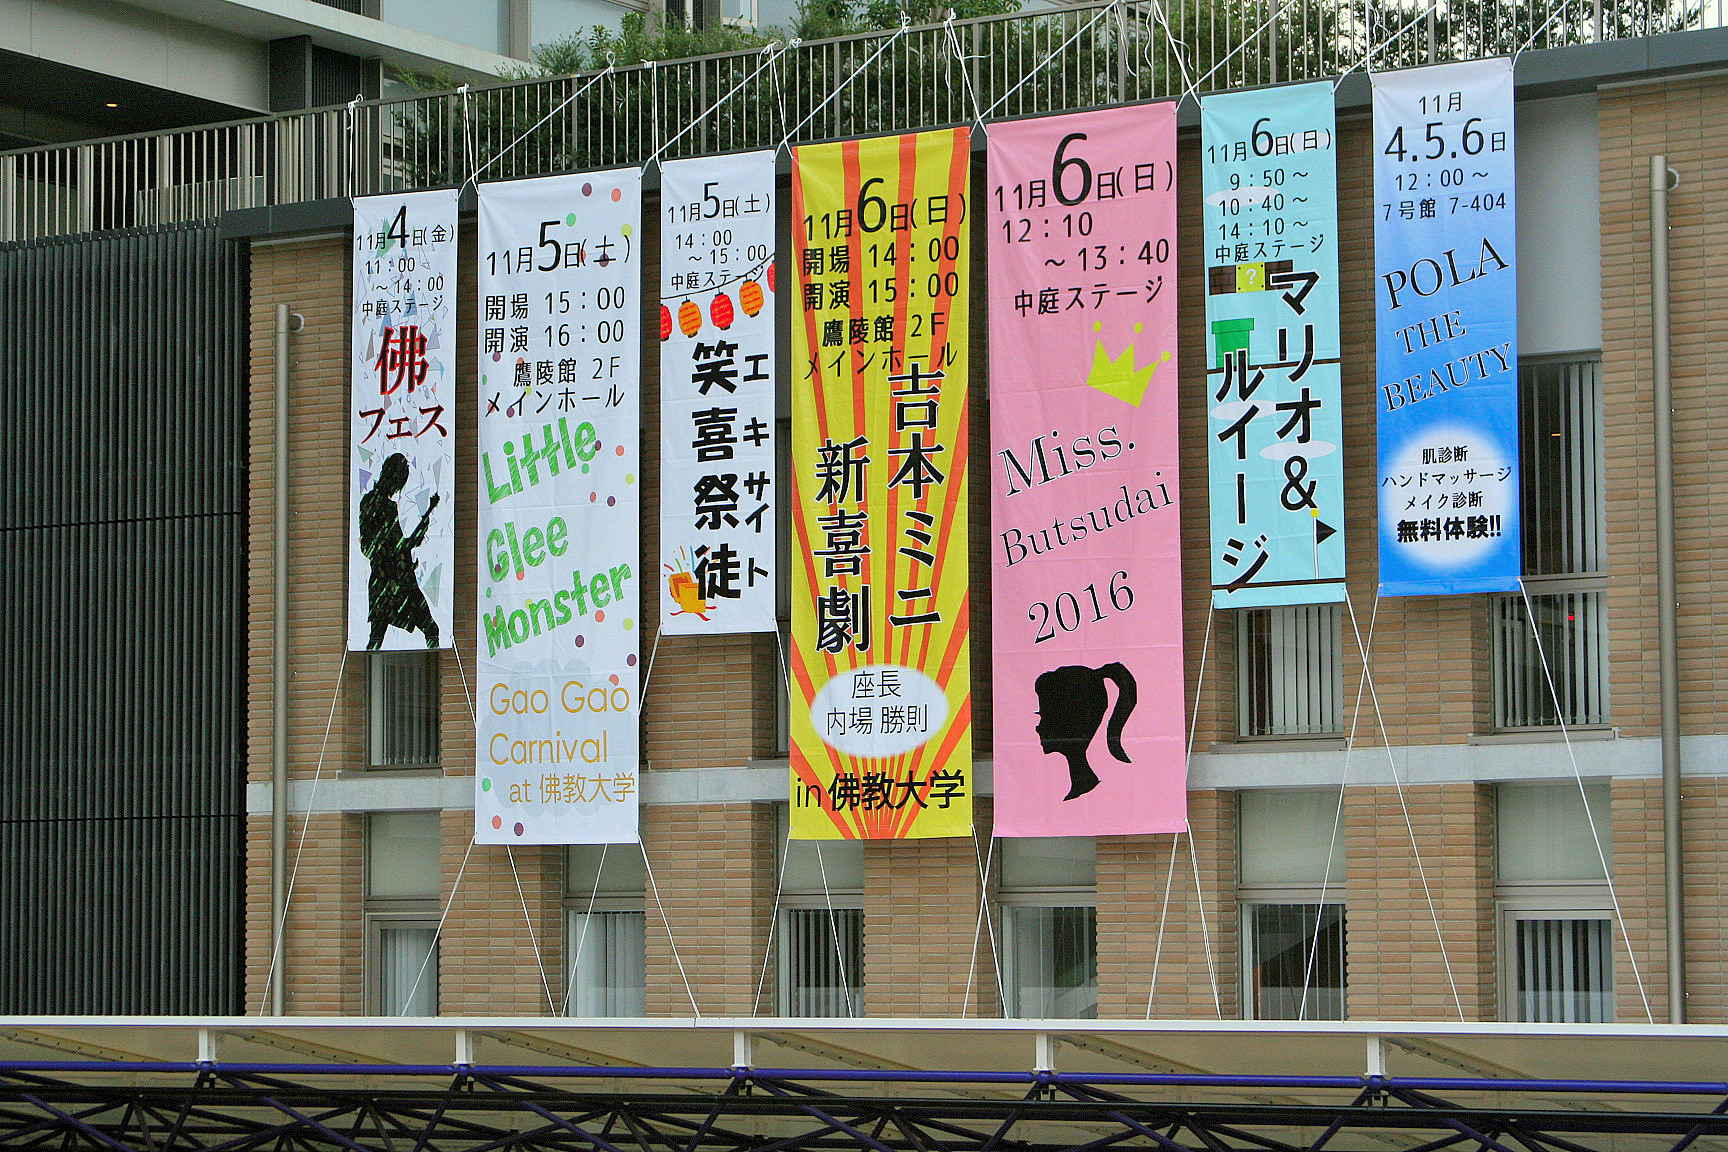 11月4日(金)
11:00
～14:00
中庭ステージ
佛
フェス
11月5日(土)
開場 15:00
開演 16:00
鷹陵館 2F
メインホール
Little
Glee
Monster
Gao Gao
Carnival
at 佛教大学
11月5日(土)
14:00
～15:00
中庭ステージ
笑喜祭徒
エキサイト
11月6日(日)
開場 14:00
開演 15:00
鷹陵館 2F
メインホール
吉本ミニ
新喜劇
座長
内場 勝則
in 佛教大学
11月6日(日)
12:10
～13:40
中庭ステージ
Miss.
Butsudai
2016
11月6日(日)
9:50～
10:40～
14:10～
中庭ステージ
?
マリオ&
ルイージ
11月
4.5.6日
12:00～
7号館 7-404
POLA
THE
BEAUTY
肌診断
ハンドマッサージ
メイク診断
無料体験!!